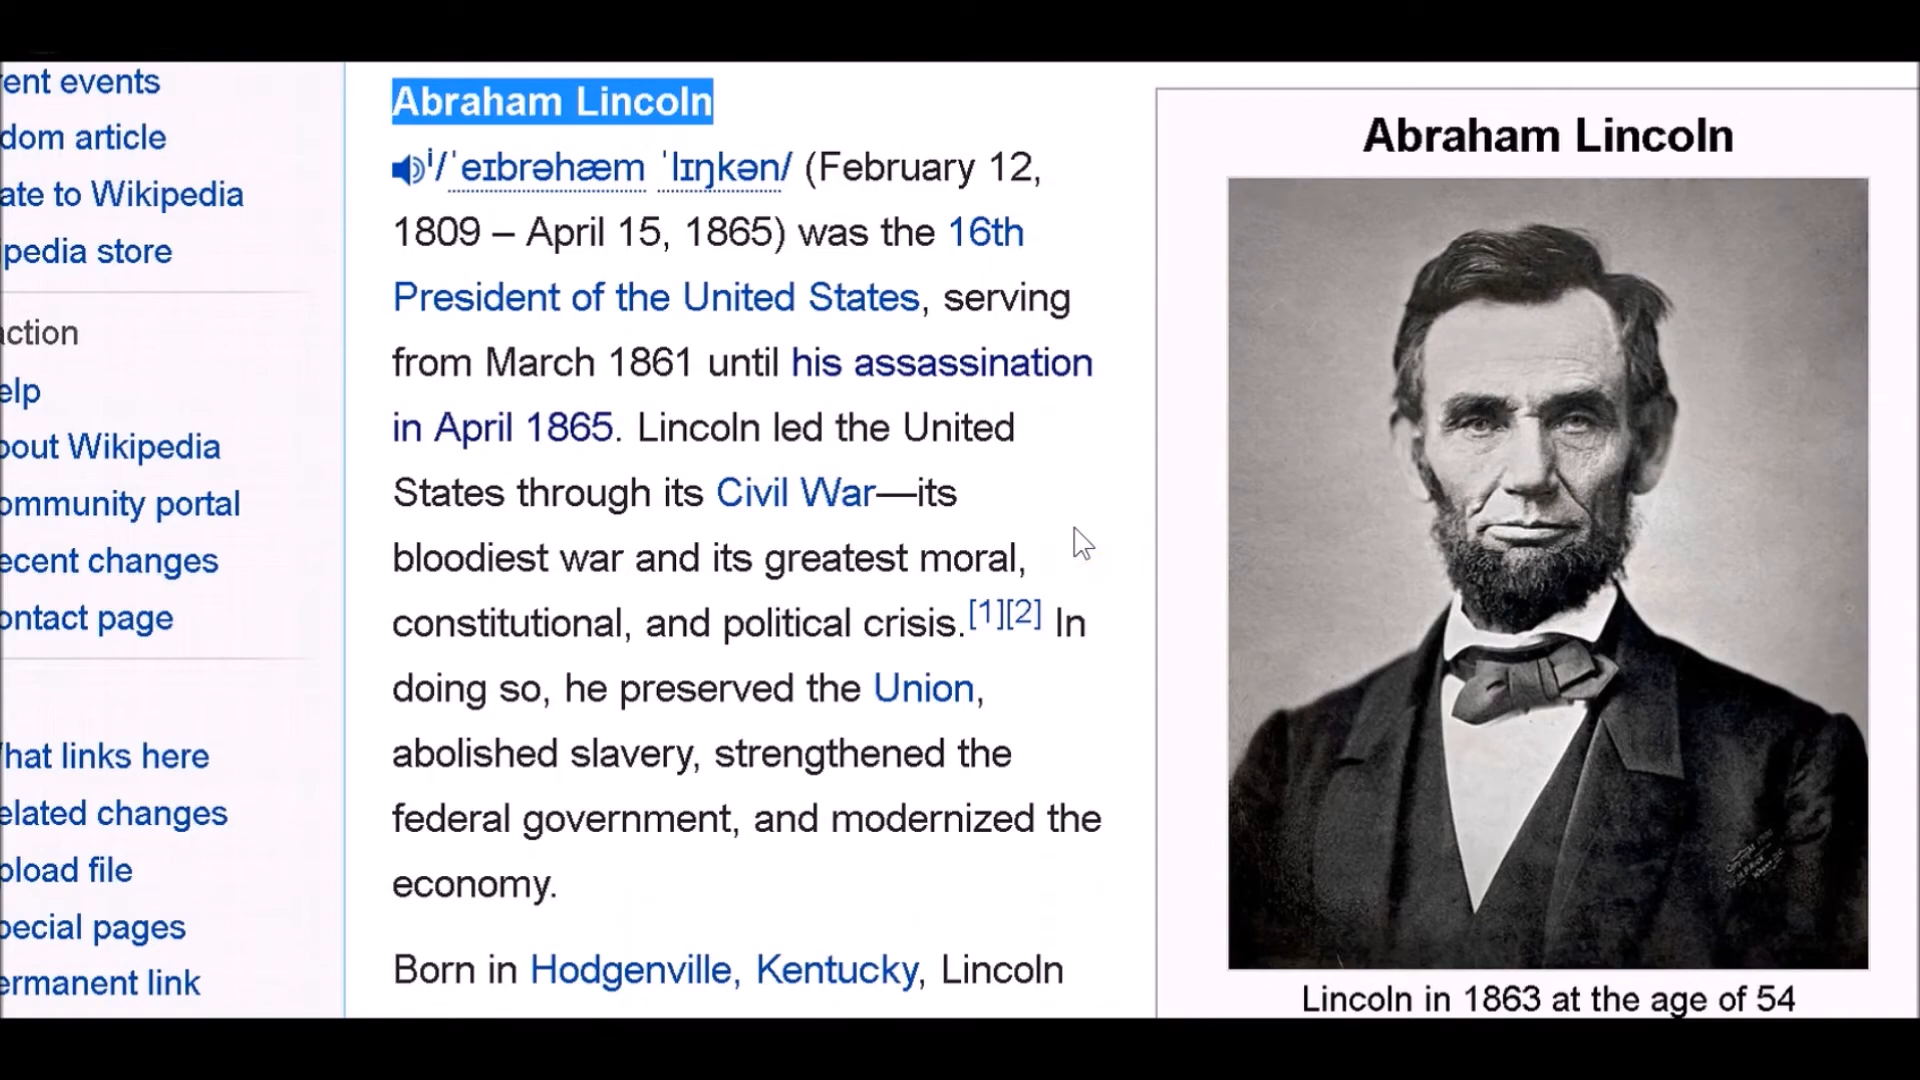 rent events
dom article
ate to Wikipedia
pedia store
action
elp
bout Wikipedia
ommunity portal
ecent changes
ontact page
hat links here
elated changes
pload file
pecial pages
ermanent link
Abraham Lincoln
i/ˈeɪbrəhæm ˈlɪŋkən/ (February 12,
1809 – April 15, 1865) was the 16th
President of the United States, serving
from March 1861 until his assassination
in April 1865. Lincoln led the United
States through its Civil War—its
bloodiest war and its greatest moral,
constitutional, and political crisis.[1][2] In
doing so, he preserved the Union,
abolished slavery, strengthened the
federal government, and modernized the
economy.
Born in Hodgenville, Kentucky, Lincoln
Abraham Lincoln
Lincoln in 1863 at the age of 54